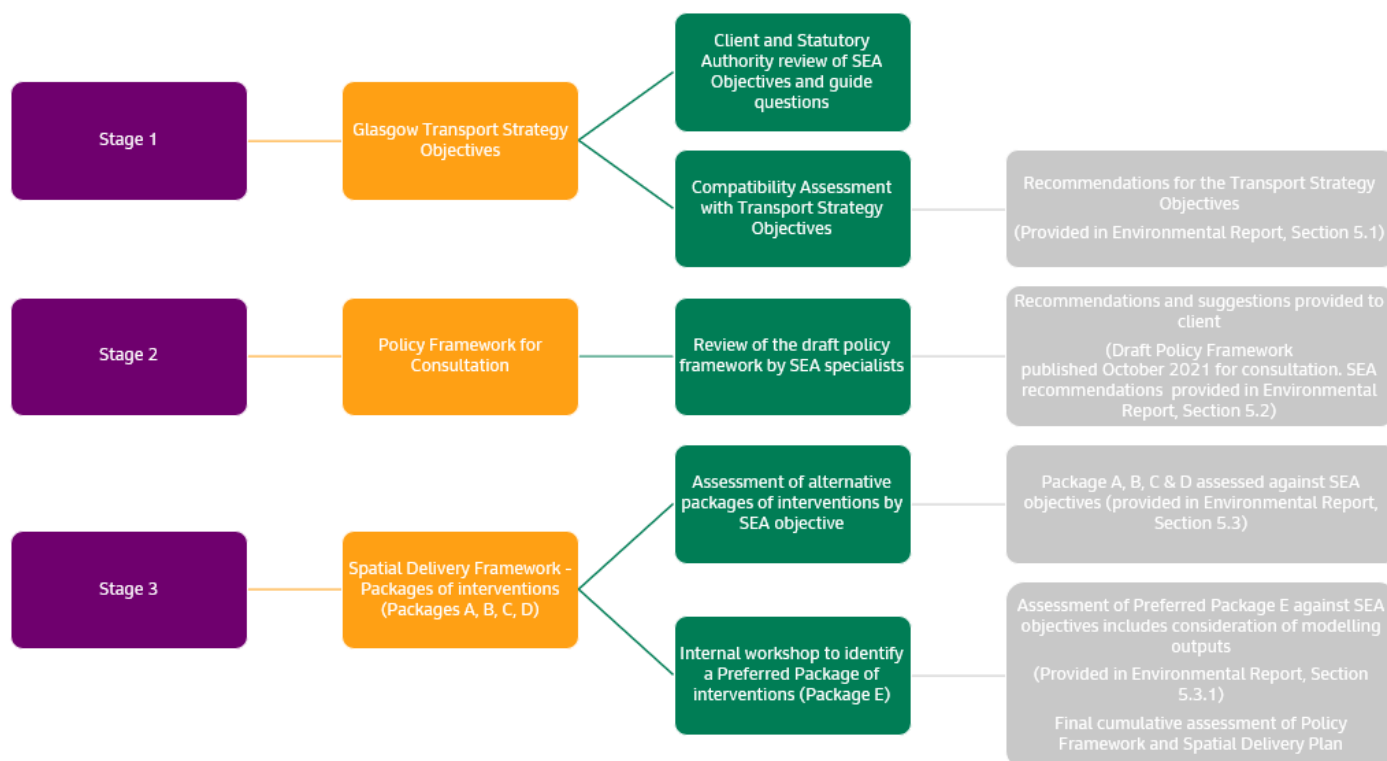 Stage 1
Glasgow Transport Strategy
Objectives
Client and Statutory
Authority review of SEA
Objectives and guide
questions
Compatibility Assessment
with Transport Strategy
Objectives
Recommendations for the Transport Strategy
Objectives
(Provided in Environmental Report, Section 5.1)
Stage 2
Policy Framework for
Consultation
Review of the draft policy
framework by SEA specialists
Recommendations and suggestions provided to
client
(Draft Policy Framework
published October 2021 for consultation. SEA
recommendations provided in Environmental
Report, Section 5.2)
Stage 3
Spatial Delivery Framework -
Packages of interventions
(Packages A, B, C, D)
Assessment of alternative
packages of interventions by
SEA objective
Package A, B, C & D assessed against SEA
objectives (provided in Environmental Report,
Section 5.3)
Internal workshop to identify
a Preferred Package of
interventions (Package E)
Assessment of Preferred Package E against SEA
objectives includes consideration of modelling
outputs
(Provided in Environmental Report, Section
5.3.1)
Final cumulative assessment of Policy
Framework and Spatial Delivery Plan